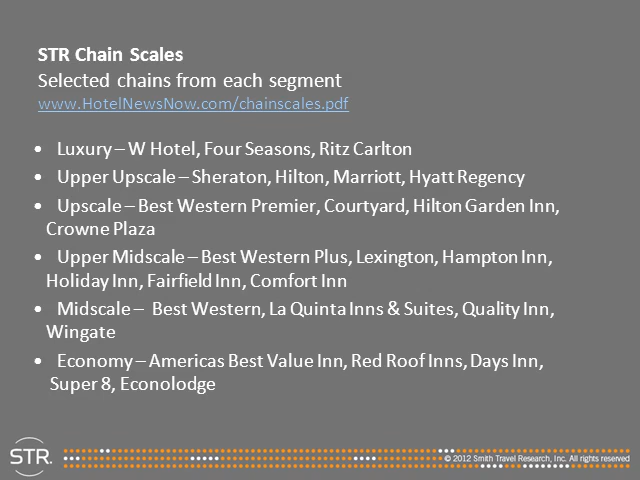 STR Chain Scales
Selected chains from each segment
www.HotelNewsNow.com/chainscales.pdf
• Luxury – W Hotel, Four Seasons, Ritz Carlton
• Upper Upscale – Sheraton, Hilton, Marriott, Hyatt Regency
• Upscale – Best Western Premier, Courtyard, Hilton Garden Inn,
Crowne Plaza
• Upper Midscale – Best Western Plus, Lexington, Hampton Inn,
Holiday Inn, Fairfield Inn, Comfort Inn
• Midscale – Best Western, La Quinta Inns & Suites, Quality Inn,
Wingate
• Economy – Americas Best Value Inn, Red Roof Inns, Days Inn,
Super 8, Econolodge
STR.
© 2012 Smith Travel Research, Inc. All rights reserved